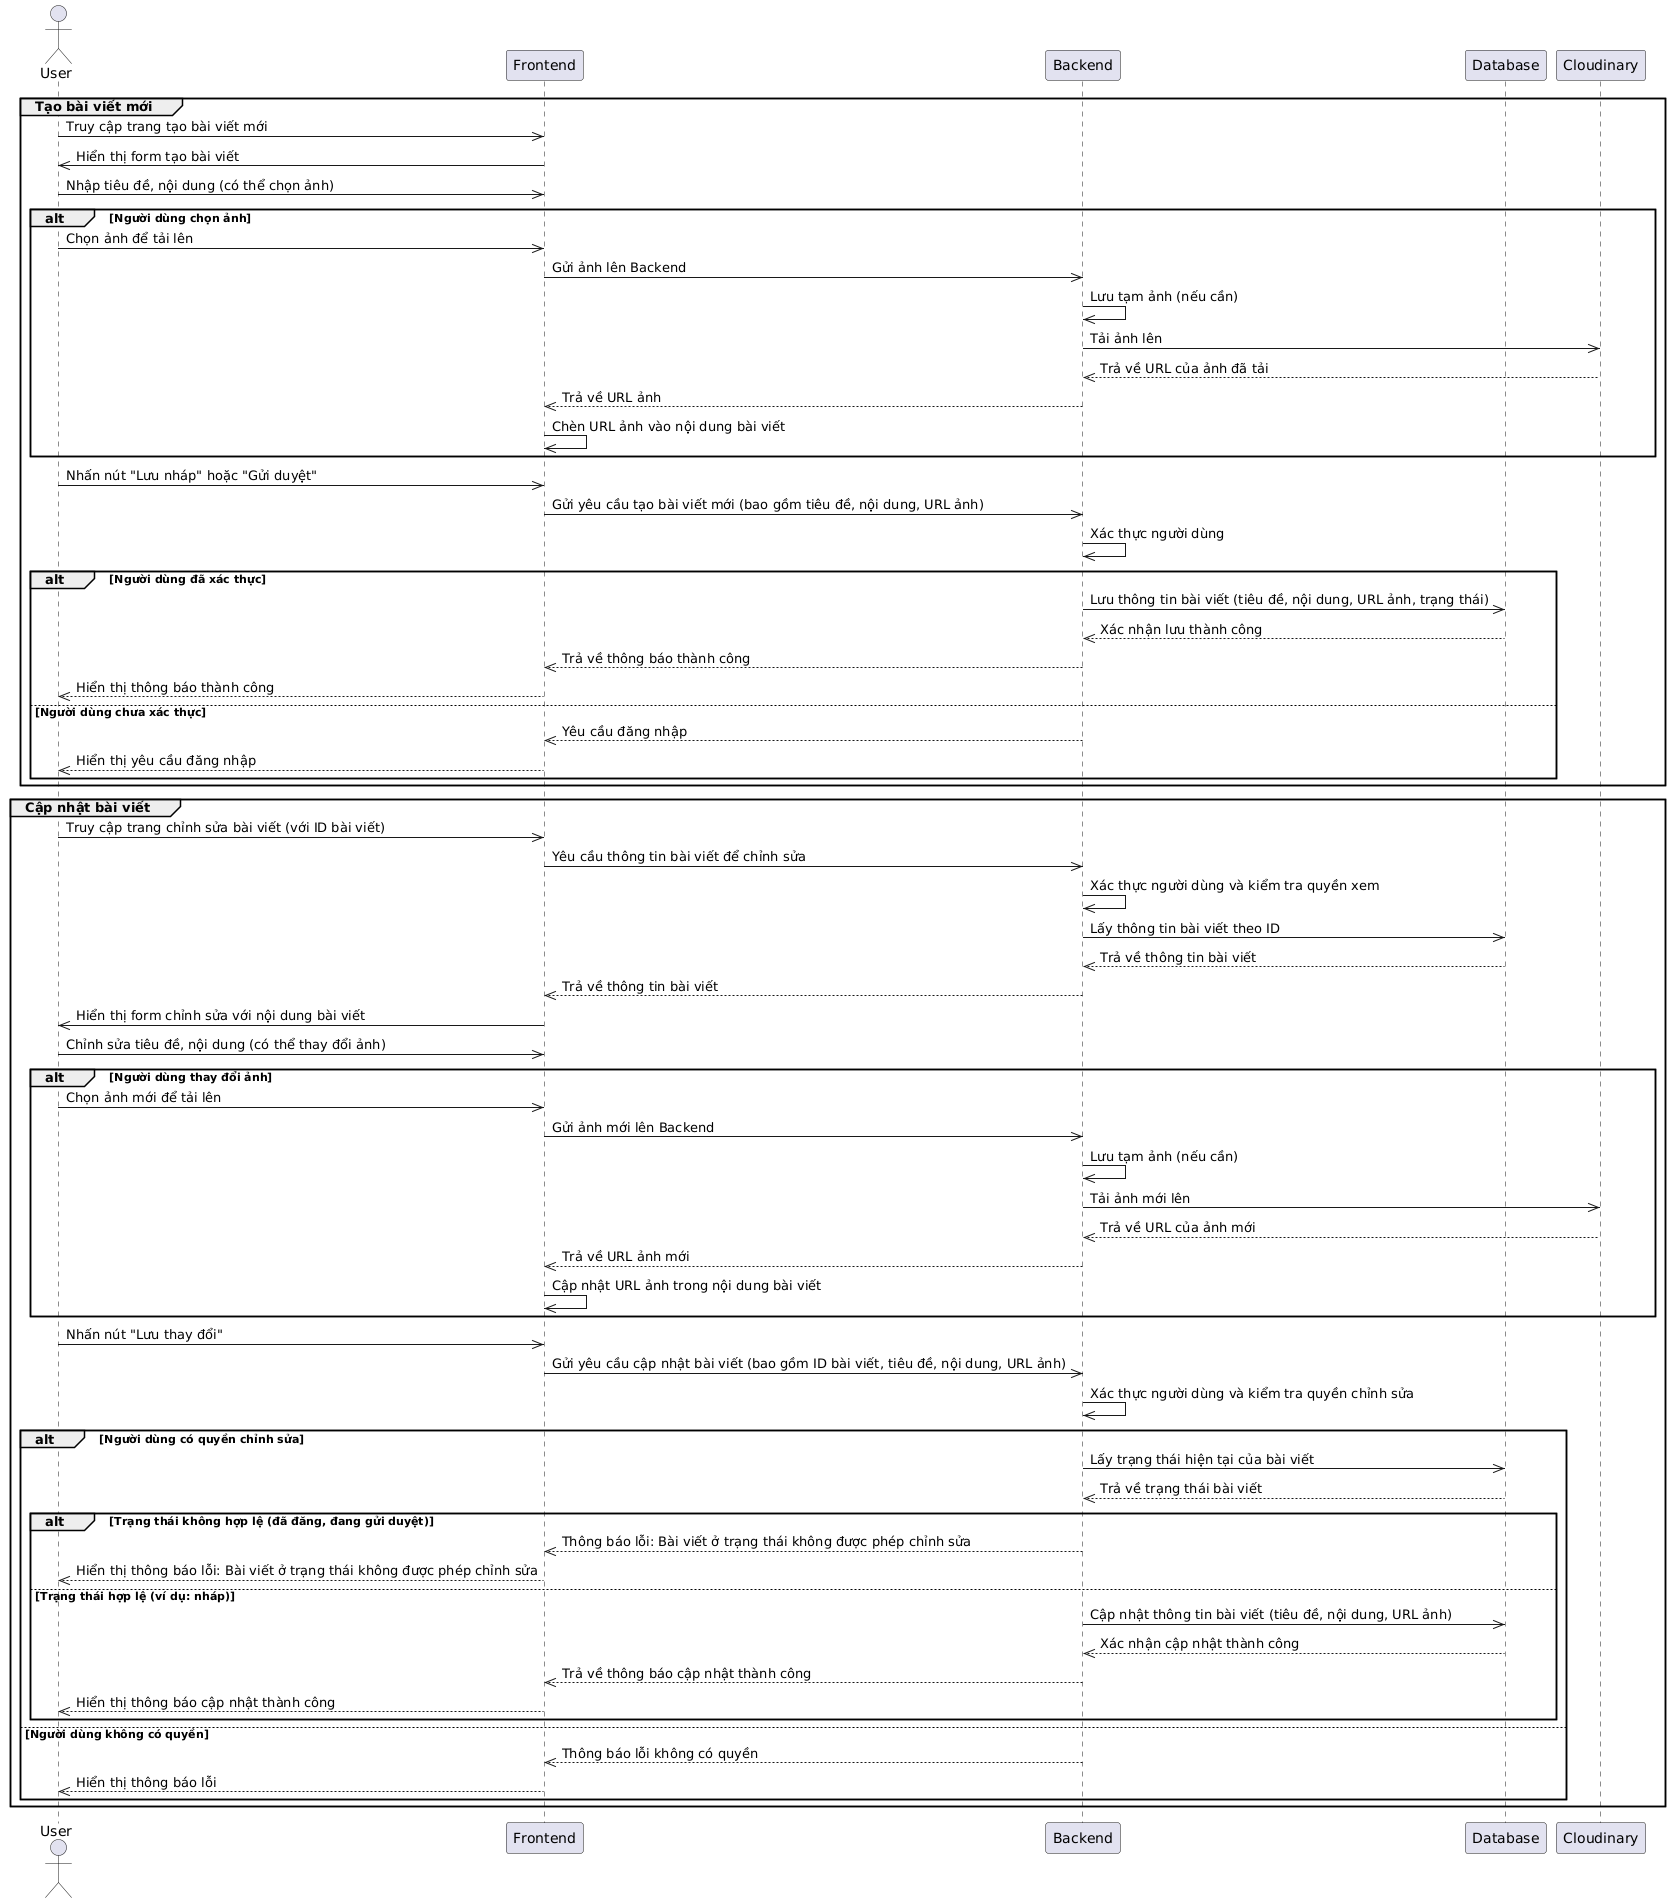 User
Frontend
Backend
Database
Cloudinary
Tạo bài viết mới
Truy cập trang tạo bài viết mới
Hiển thị form tạo bài viết
Nhập tiêu đề, nội dung (có thể chọn ảnh)
alt [Người dùng chọn ảnh]
Chọn ảnh để tải lên
Gửi ảnh lên Backend
Lưu tạm ảnh (nếu cần)
Tải ảnh lên
Trả về URL của ảnh đã tải
Trả về URL ảnh
Chèn URL ảnh vào nội dung bài viết
Nhấn nút "Lưu nháp" hoặc "Gửi duyệt"
Gửi yêu cầu tạo bài viết mới (bao gồm tiêu đề, nội dung, URL ảnh)
Xác thực người dùng
alt [Người dùng đã xác thực]
Lưu thông tin bài viết (tiêu đề, nội dung, URL ảnh, trạng thái)
Xác nhận lưu thành công
Trả về thông báo thành công
Hiển thị thông báo thành công
[Người dùng chưa xác thực]
Yêu cầu đăng nhập
Hiển thị yêu cầu đăng nhập
Cập nhật bài viết
Truy cập trang chỉnh sửa bài viết (với ID bài viết)
Yêu cầu thông tin bài viết để chỉnh sửa
Xác thực người dùng và kiểm tra quyền xem
Lấy thông tin bài viết theo ID
Trả về thông tin bài viết
Trả về thông tin bài viết
Hiển thị form chỉnh sửa với nội dung bài viết
Chỉnh sửa tiêu đề, nội dung (có thể thay đổi ảnh)
alt [Người dùng thay đổi ảnh]
Chọn ảnh mới để tải lên
Gửi ảnh mới lên Backend
Lưu tạm ảnh (nếu cần)
Tải ảnh mới lên
Trả về URL của ảnh mới
Trả về URL ảnh mới
Cập nhật URL ảnh trong nội dung bài viết
Nhấn nút "Lưu thay đổi"
Gửi yêu cầu cập nhật bài viết (bao gồm ID bài viết, tiêu đề, nội dung, URL ảnh)
Xác thực người dùng và kiểm tra quyền chỉnh sửa
alt [Người dùng có quyền chỉnh sửa]
Lấy trạng thái hiện tại của bài viết
Trả về trạng thái bài viết
alt [Trạng thái không hợp lệ (đã đăng, đang gửi duyệt)]
Thông báo lỗi: Bài viết ở trạng thái không được phép chỉnh sửa
Hiển thị thông báo lỗi: Bài viết ở trạng thái không được phép chỉnh sửa
[Trạng thái hợp lệ (ví dụ: nháp)]
Cập nhật thông tin bài viết (tiêu đề, nội dung, URL ảnh)
Xác nhận cập nhật thành công
Trả về thông báo cập nhật thành công
Hiển thị thông báo cập nhật thành công
[Người dùng không có quyền]
Thông báo lỗi không có quyền
Hiển thị thông báo lỗi
User
Frontend
Backend
Database
Cloudinary